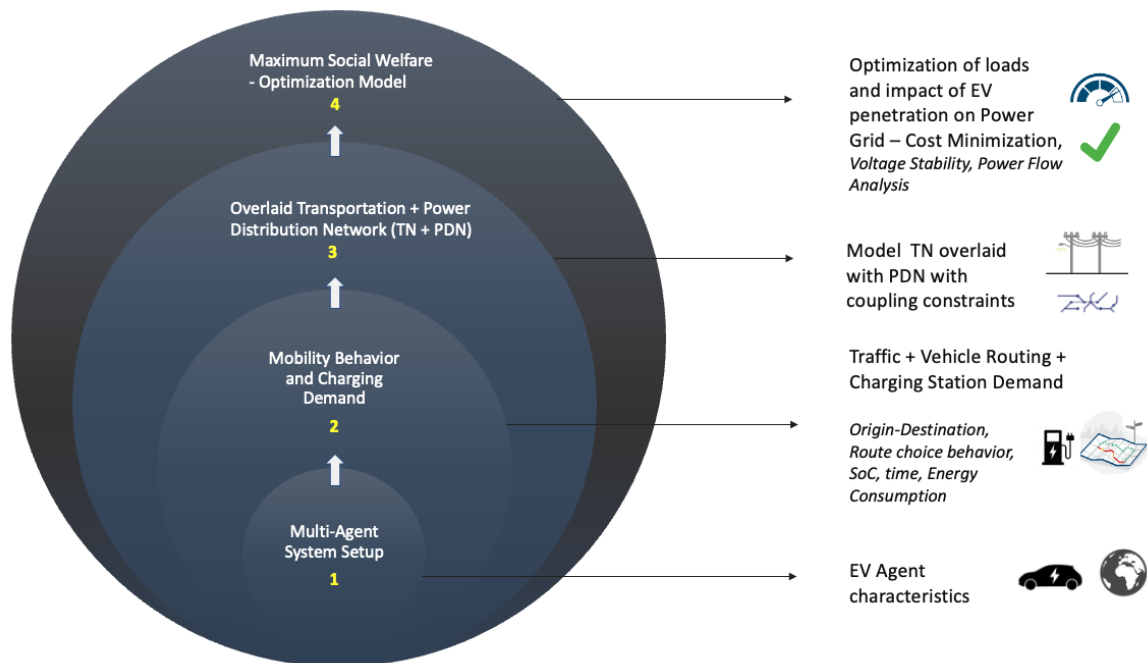 Maximum Social Welfare
- Optimization Model
4
Overlaid Transportation + Power
Distribution Network (TN + PDN)
3
Mobility Behavior
and Charging
Demand
2
Multi-Agent
System Setup
1
Optimization of loads
and impact of EV
penetration on Power
Grid – Cost Minimization,
Voltage Stability, Power Flow
Analysis
Model  TN overlaid
with PDN with
coupling constraints
Traffic + Vehicle Routing +
Charging Station Demand
Origin-Destination,
Route choice behavior,
SoC, time, Energy
Consumption
EV Agent
characteristics